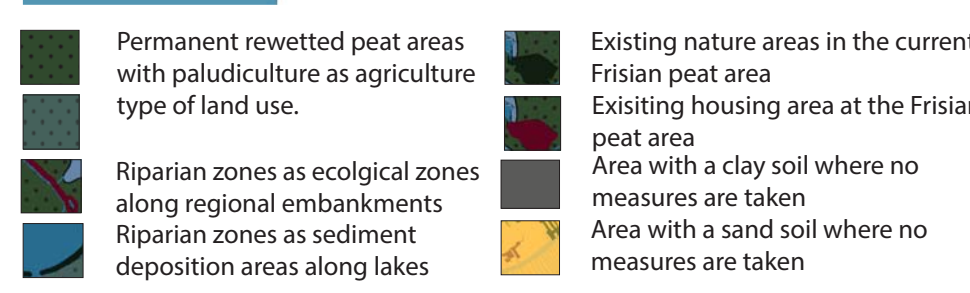 Permanent rewetted peat areas
with paludiculture as agriculture
type of land use.
Riparian zones as ecolgical zones
along regional embankments
Riparian zones as sediment
deposition areas along lakes
Existing nature areas in the current
Frisian peat area
Exisiting housing area at the Frisian
peat area
Area with a clay soil where no
measures are taken
Area with a sand soil where no
measures are taken